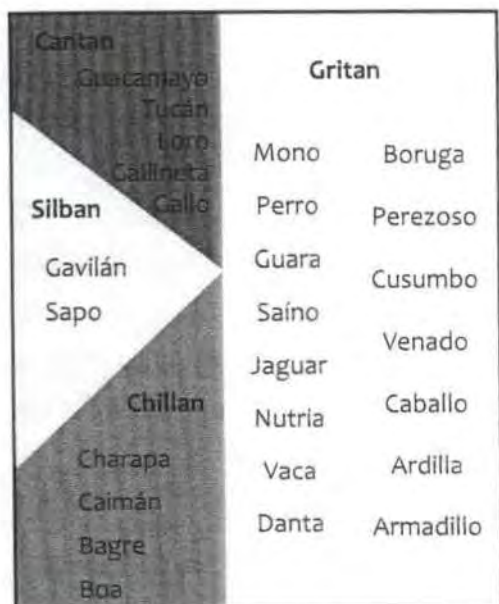 Cantan
Guacamayo
Tucán
Loro
Gallineta
Gallo
Silban
Gavilán
Sapo
Chillan
Charapa
Caimán
Bagre
Boa
Gritan
Mono
Perro
Guara
Saíno
Jaguar
Nutria
Vaca
Danta
Boruga
Perezoso
Cusumbo
Venado
Caballo
Ardilla
Armadillo